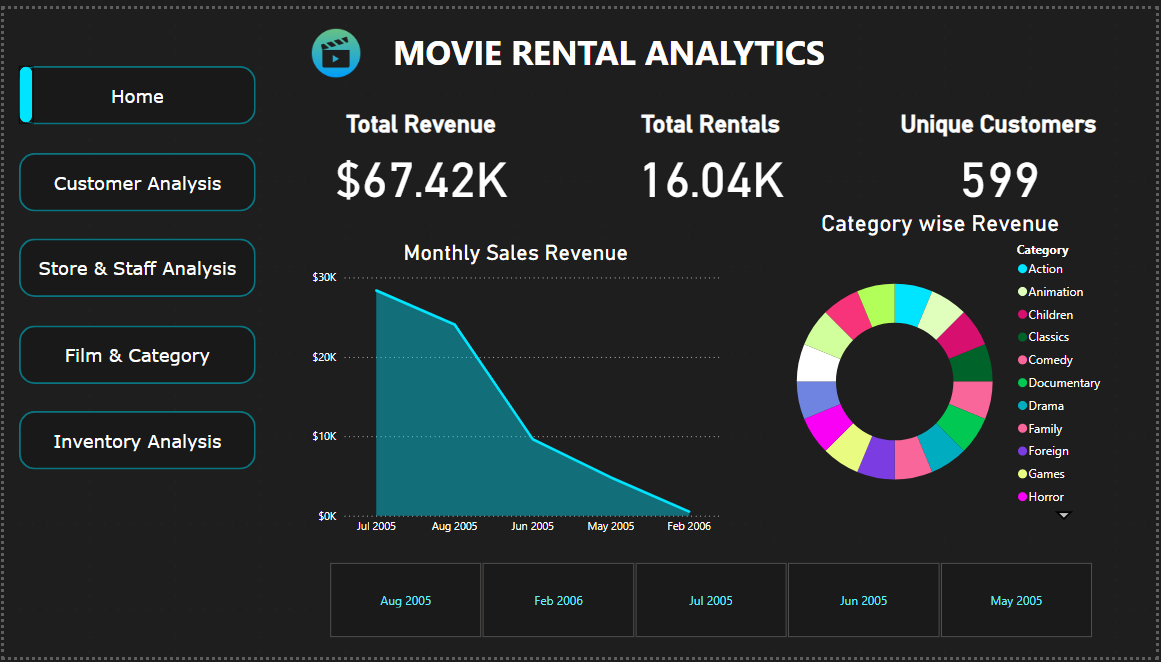 MOVIE RENTAL ANALYTICS
Home
Customer Analysis
Store & Staff Analysis
Film & Category
Inventory Analysis
Total Revenue
$67.42K
Total Rentals
16.04K
Unique Customers
599
Monthly Sales Revenue
$30K
$20K
$10K
$0K
Jul 2005
Aug 2005
Jun 2005
May 2005
Feb 2006
Category wise Revenue
Category
Action
Animation
Children
Classics
Comedy
Documentary
Drama
Family
Foreign
Games
Horror
Aug 2005
Feb 2006
Jul 2005
Jun 2005
May 2005